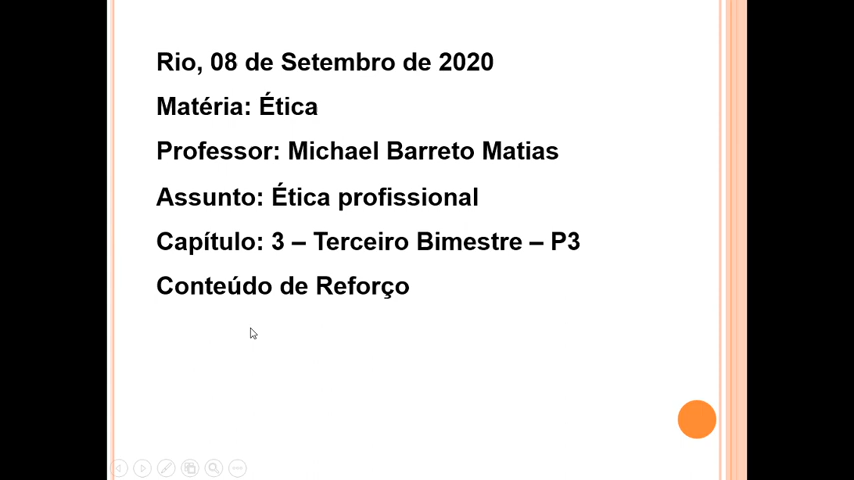 Rio, 08 de Setembro de 2020
Matéria: Ética
Professor: Michael Barreto Matias
Assunto: Ética profissional
Capítulo: 3 – Terceiro Bimestre – P3
Conteúdo de Reforço